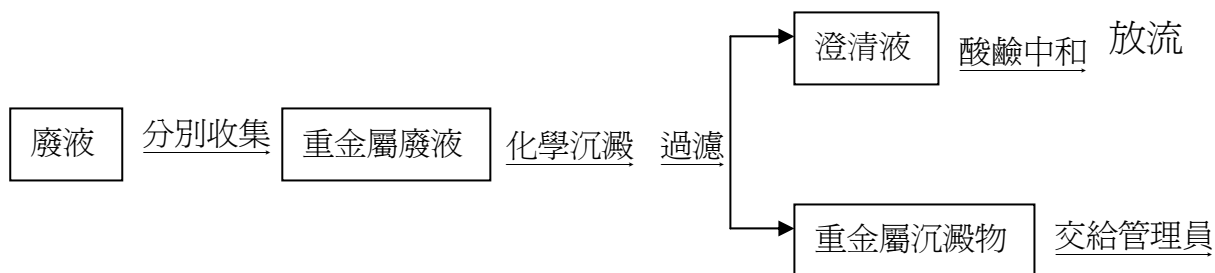 廢液
分別收集
重金屬廢液
化學沉澱
過濾
澄清液
酸鹼中和
放流
重金屬沉澱物
交給管理員